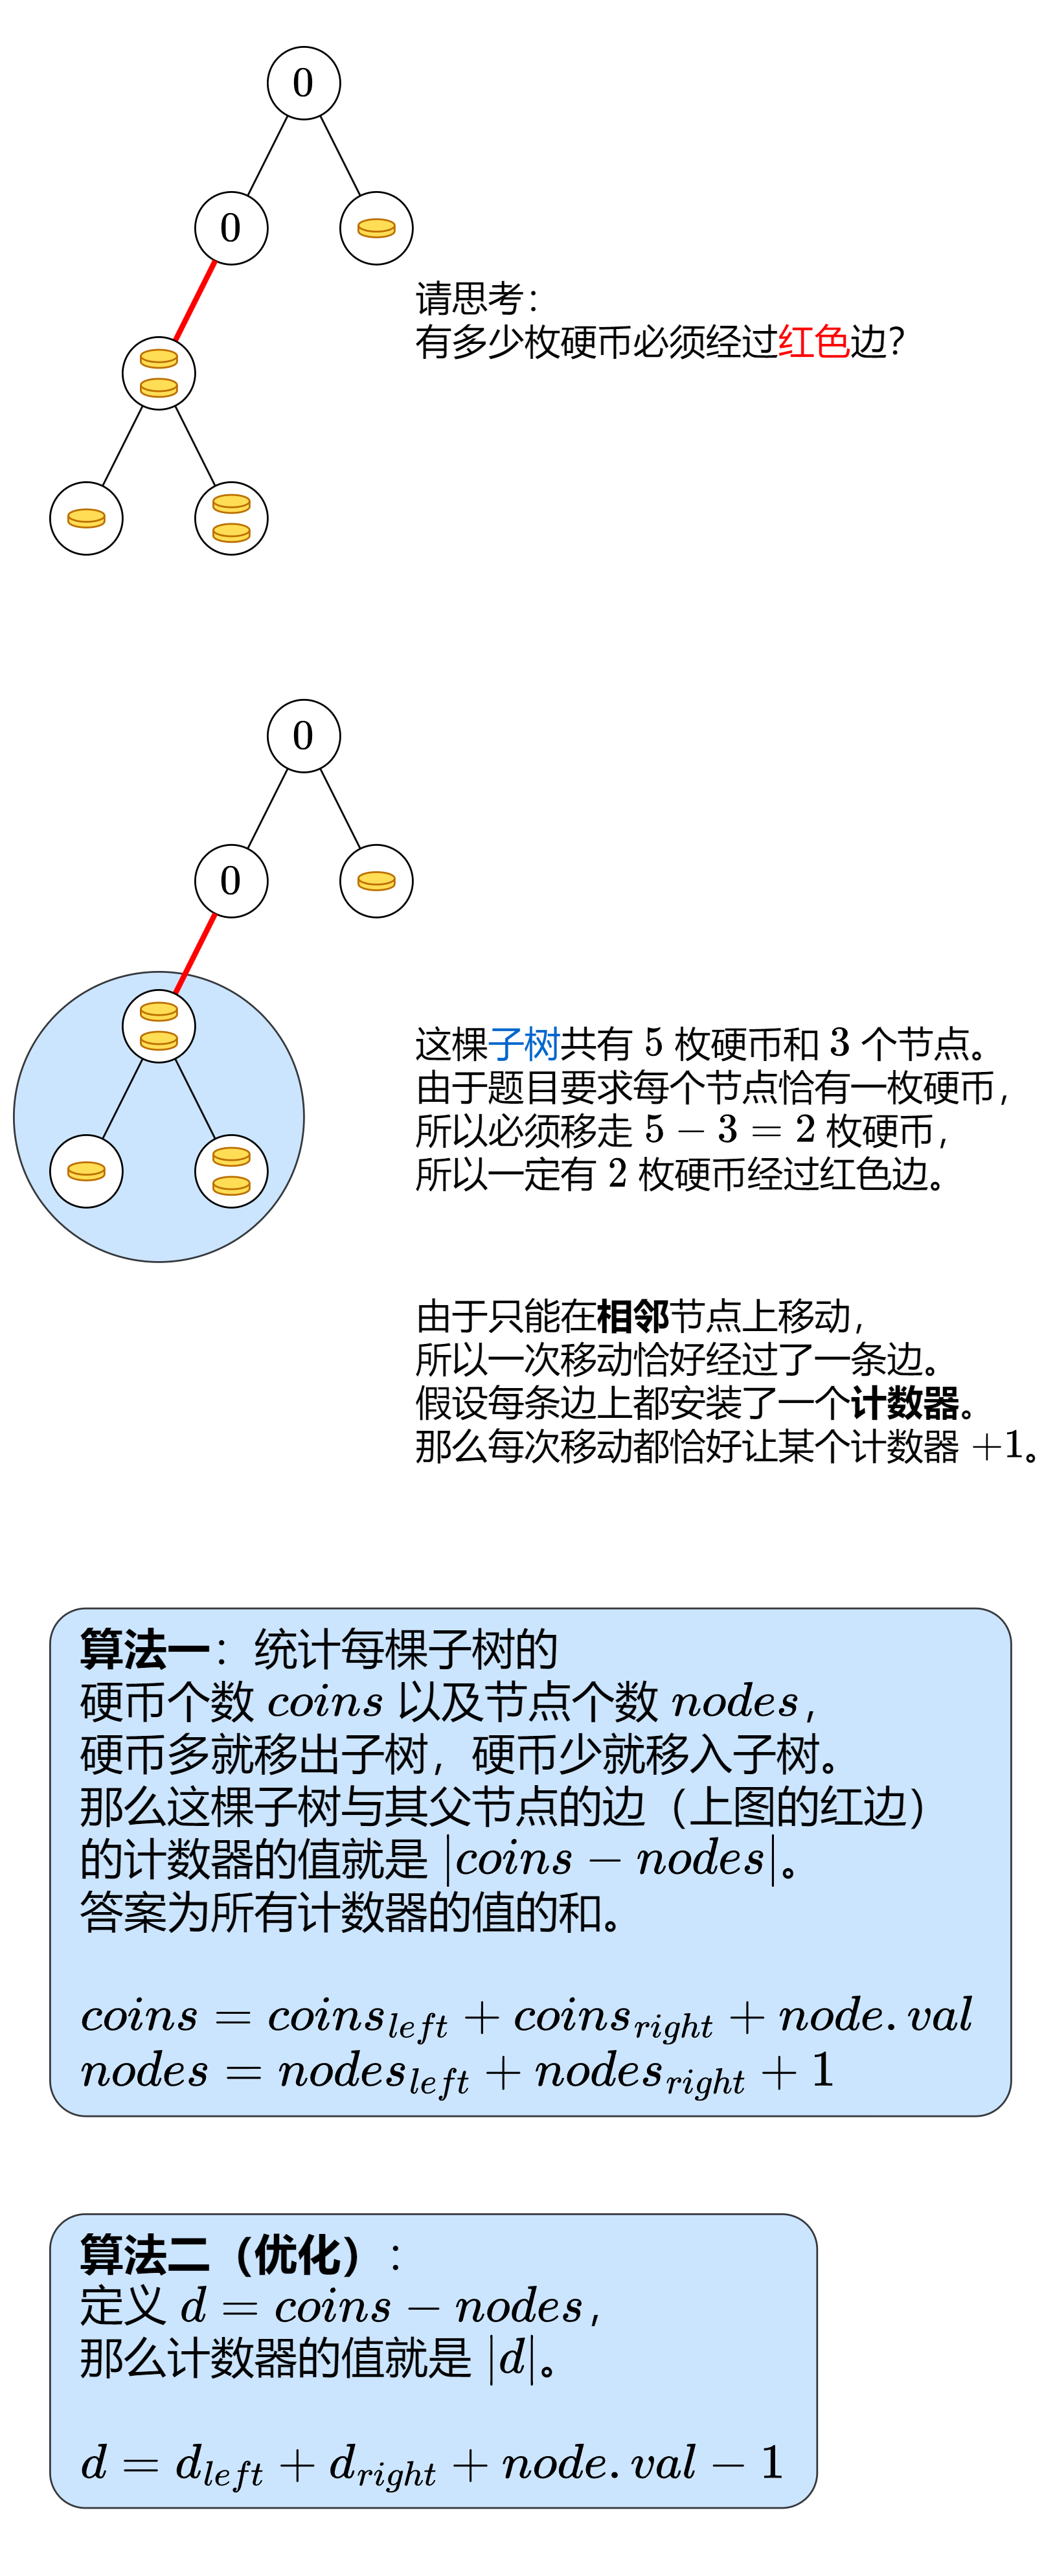 0
0
请思考：
有多少枚硬币必须经过红色边？
0
0
这棵子树共有 5 枚硬币和 3 个节点。
由于题目要求每个节点恰有一枚硬币，
所以必须移走 5 − 3 = 2 枚硬币，
所以一定有 2 枚硬币经过红色边。
由于只能在相邻节点上移动，
所以一次移动恰好经过了一条边。
假设每条边上都安装了一个计数器。
那么每次移动都恰好让某个计数器 +1。
算法一：统计每棵子树的
硬币个数 coins 以及节点个数 nodes，
硬币多就移出子树，硬币少就移入子树。
那么这棵子树与其父节点的边（上图的红边）
的计数器的值就是 |coins − nodes|。
答案为所有计数器的值的和。
coins = coins_left + coins_right + node.val
nodes = nodes_left + nodes_right + 1
算法二（优化）：
定义 d = coins − nodes，
那么计数器的值就是 |d|。
d = d_left + d_right + node.val − 1